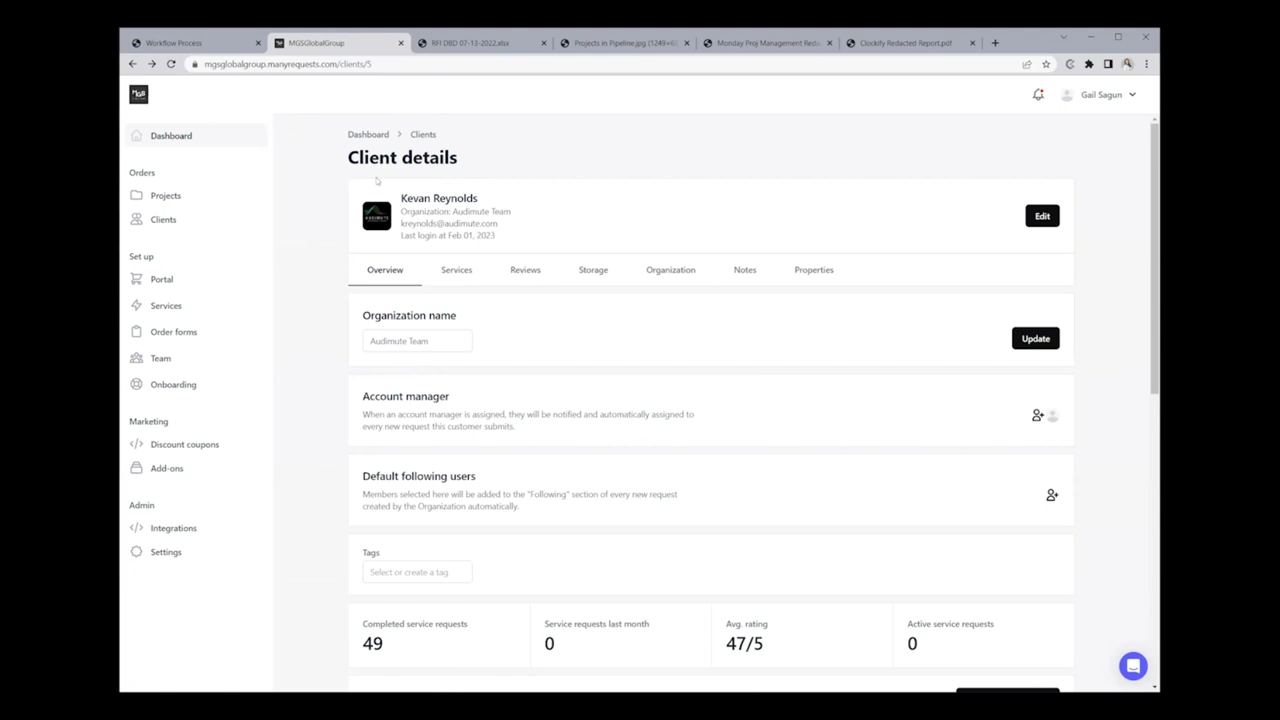 Workflow Process
MGSGlobalGroup
RFI DBD 07-13-2022.xlsx
Projects in Pipeline.jpg (1249×6
Monday Proj Management Reda
Clockify Redacted Report.pdf
mgsglobalgroup.manyrequests.com/clients/5
MGS
Gail Sagun
Dashboard
Orders
Projects
Clients
Set up
Portal
Services
Order forms
Team
Onboarding
Marketing
Discount coupons
Add-ons
Admin
Integrations
Settings
Dashboard > Clients
Client details
AUDIMUTE
Kevan Reynolds
Organization: Audimute Team
kreynolds@audimute.com
Last login at Feb 01, 2023
Edit
Overview Services Reviews Storage Organization Notes Properties
Organization name
Audimute Team
Update
Account manager
When an account manager is assigned, they will be notified and automatically assigned to
every new request this customer submits.
Default following users
Members selected here will be added to the "Following" section of every new request
created by the Organization automatically.
Tags
Select or create a tag
Completed service requests
49
Service requests last month
0
Avg. rating
47/5
Active service requests
0